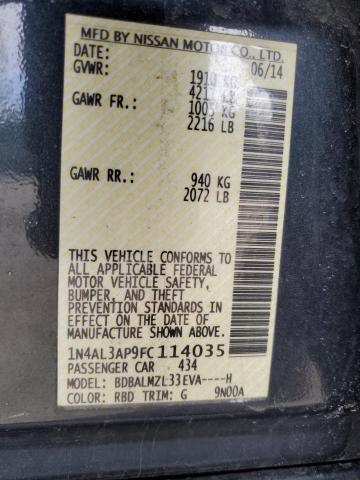 MFD BY NISSAN MOTOR CO., LTD.
DATE: 06/14
GVWR: 1910 KG
4211 LB
GAWR FR.: 1005 KG
2216 LB
GAWR RR.: 940 KG
2072 LB
THIS VEHICLE CONFORMS TO
ALL APPLICABLE FEDERAL
MOTOR VEHICLE SAFETY,
BUMPER, AND THEFT
PREVENTION STANDARDS IN
EFFECT ON THE DATE OF
MANUFACTURE SHOWN ABOVE.
1N4AL3AP9FC114035
PASSENGER CAR 434
MODEL: BDBALMZL33EVA----H
COLOR: RBD TRIM: G 9N00A